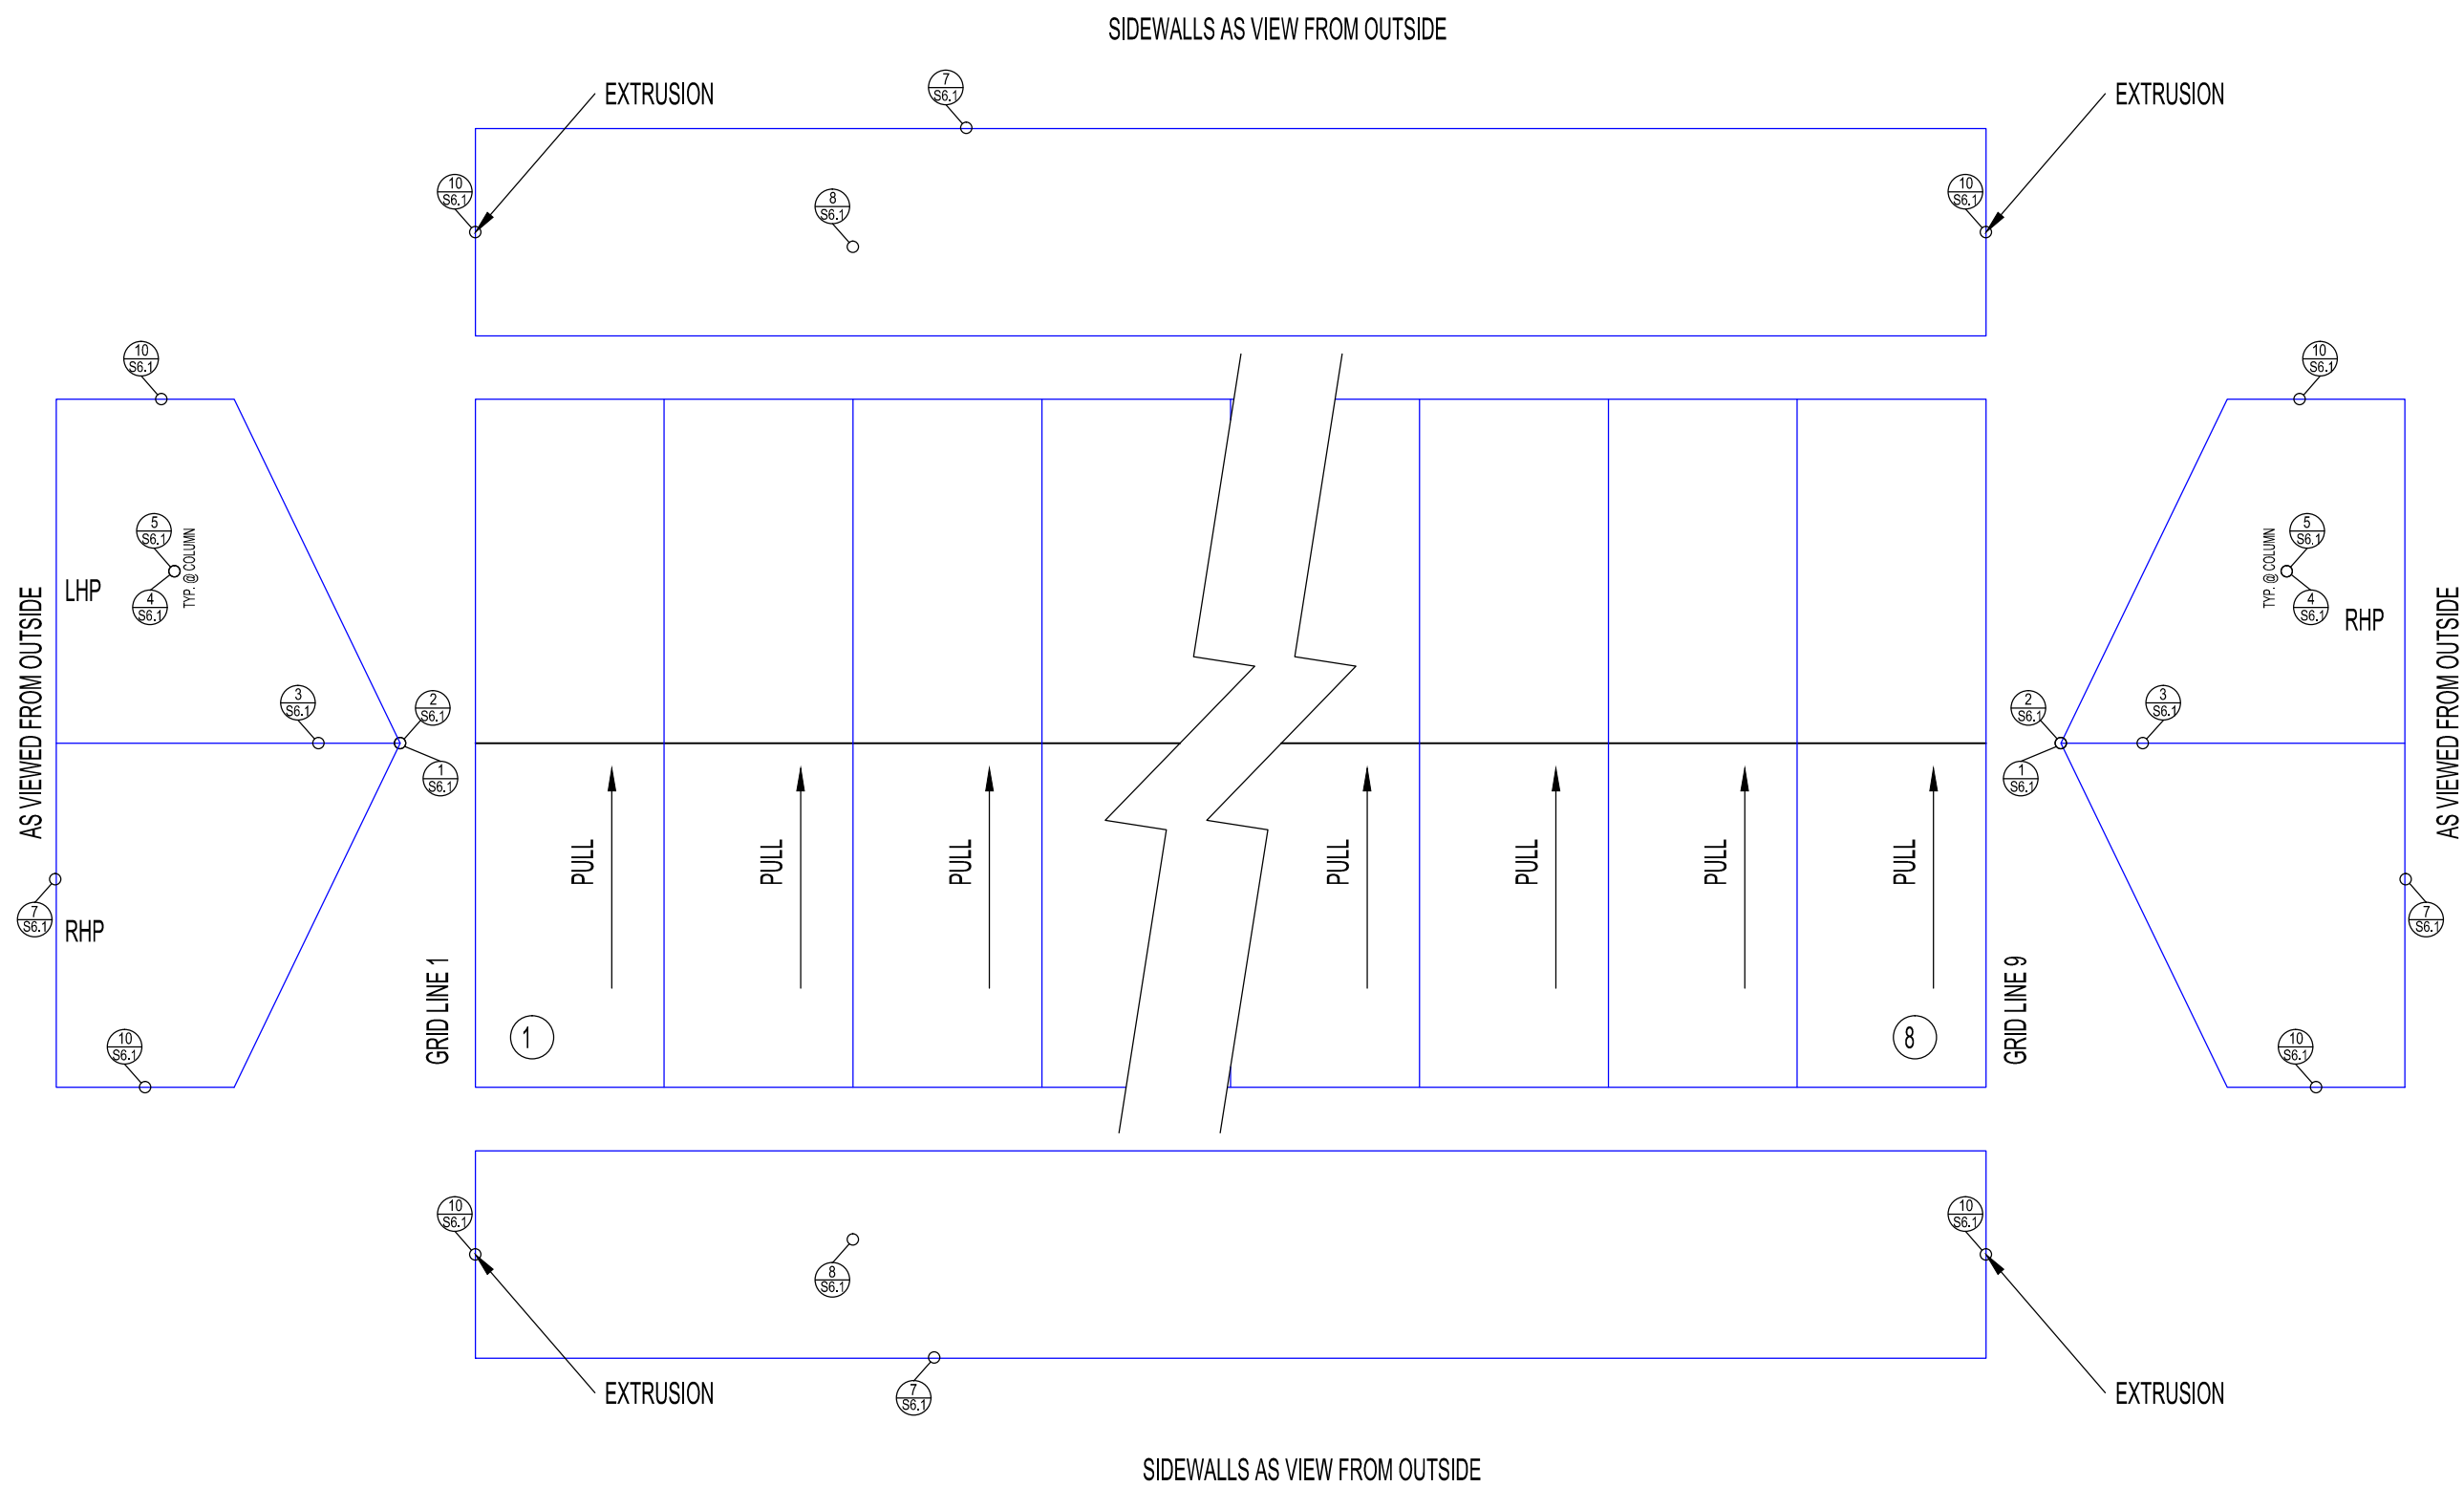 SIDEWALLS AS VIEW FROM OUTSIDE
EXTRUSION
7
S6.1
EXTRUSION
10
S6.1
8
S6.1
10
S6.1
10
S6.1
10
S6.1
5
S6.1
4
S6.1
TYP. @ COLUMN
LHP
AS VIEWED FROM OUTSIDE
3
S6.1
2
S6.1
1
S6.1
7
S6.1
RHP
10
S6.1
GRID LINE 1
PULL
PULL
PULL
PULL
PULL
PULL
PULL
1
8
GRID LINE 9
5
S6.1
4
S6.1
TYP. @ COLUMN
RHP
AS VIEWED FROM OUTSIDE
2
S6.1
3
S6.1
1
S6.1
7
S6.1
10
S6.1
10
S6.1
8
S6.1
10
S6.1
EXTRUSION
7
S6.1
EXTRUSION
SIDEWALLS AS VIEW FROM OUTSIDE